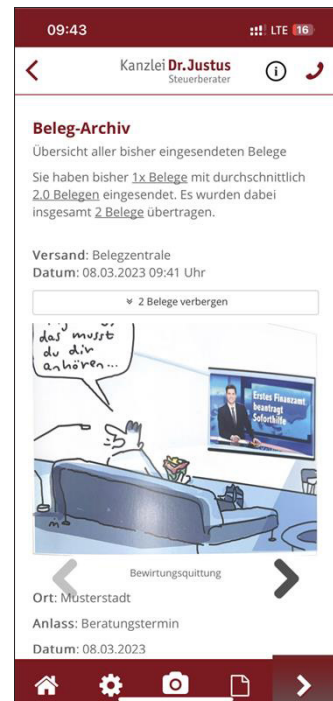 09:43
LTE 16
Kanzlei Dr.Justus
Steuerberater
Beleg-Archiv
Übersicht aller bisher eingesendeten Belege
Sie haben bisher 1x Belege mit durchschnittlich
2.0 Belegen eingesendet. Es wurden dabei
insgesamt 2 Belege übertragen.
Versand: Belegzentrale
Datum: 08.03.2023 09:41 Uhr
2 Belege verbergen
das musst
du dir
anhören...
Erstes Finanzamt
beantragt
Soforthilfe
Bewirtungsquittung
Ort: Musterstadt
Anlass: Beratungstermin
Datum: 08.03.2023